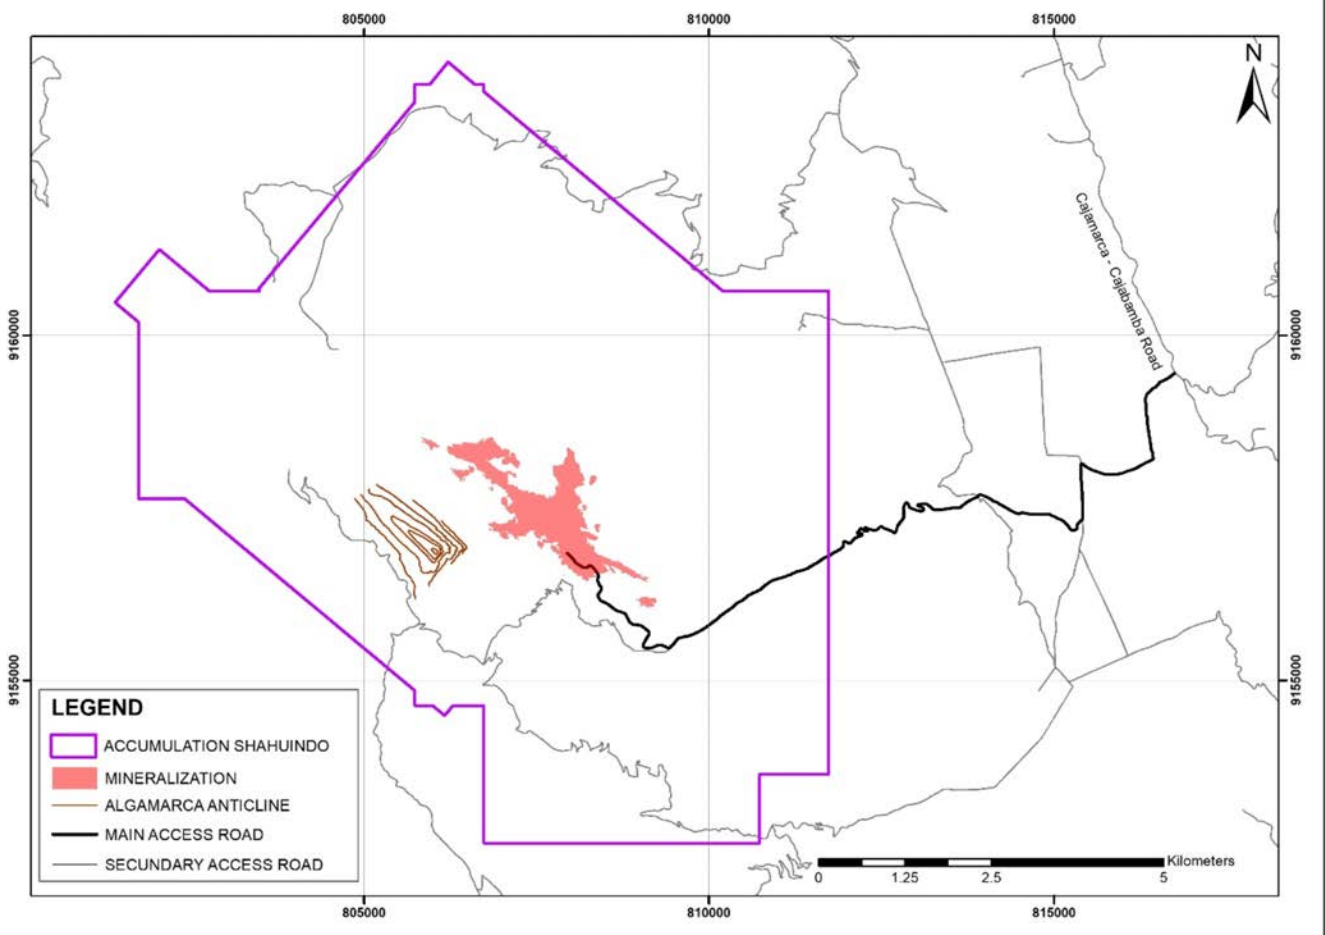 805000
810000
815000
N
Cajamarca - Cajabamba Road
9160000
9160000
9155000
9155000
LEGEND
ACCUMULATION SHAHUINDO
MINERALIZATION
ALGAMARCA ANTICLINE
MAIN ACCESS ROAD
SECUNDARY ACCESS ROAD
Kilometers
0
1.25
2.5
5
805000
810000
815000